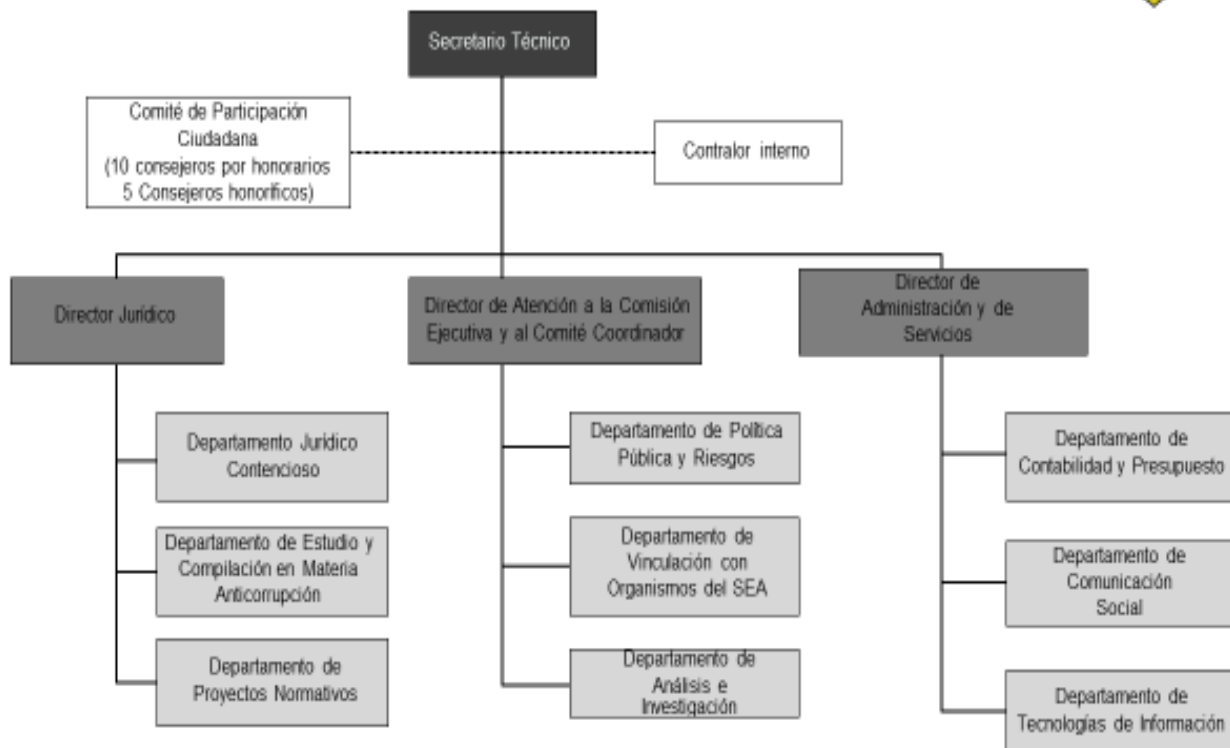 Secretario Técnico
Comité de Participación
Ciudadana
(10 consejeros por honorarios
5 Consejeros honoríficos)
Contralor interno
Director Jurídico
Director de Atención a la Comisión
Ejecutiva y al Comité Coordinador
Director de
Administración y de
Servicios
Departamento Jurídico
Contencioso
Departamento de Estudio y
Compilación en Materia
Anticorrupción
Departamento de
Proyectos Normativos
Departamento de Política
Pública y Riesgos
Departamento de
Vinculación con
Organismos del SEA
Departamento de
Análisis e
Investigación
Departamento de
Contabilidad y Presupuesto
Departamento de
Comunicación
Social
Departamento de
Tecnologías de Información